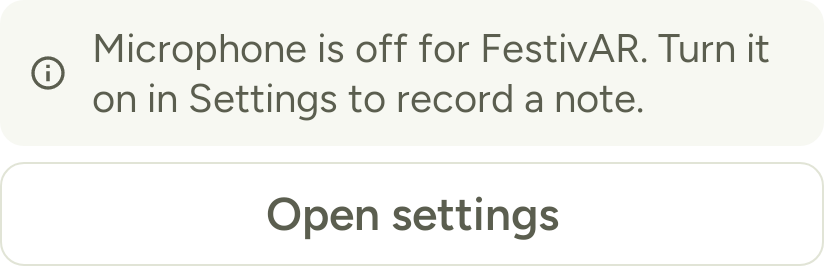 Microphone is off for FestivAR. Turn it
on in Settings to record a note.
Open settings